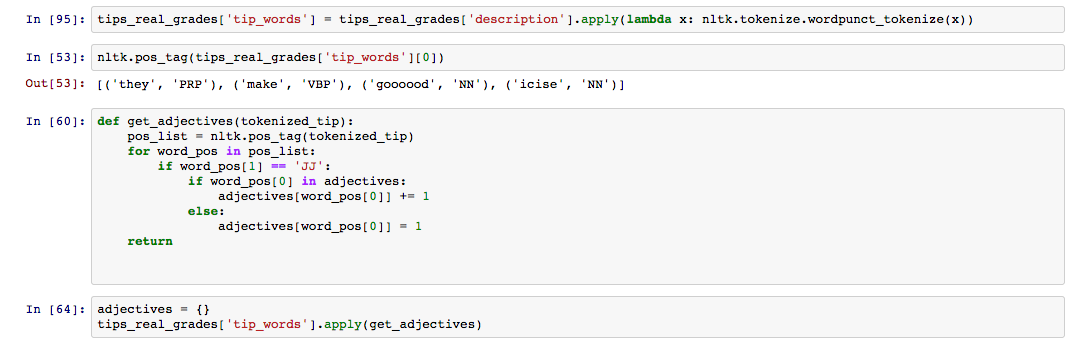 In [95]: tips_real_grades['tip_words'] = tips_real_grades['description'].apply(lambda x: nltk.tokenize.wordpunct_tokenize(x))
In [53]: nltk.pos_tag(tips_real_grades['tip_words'][0])
Out[53]: [('they', 'PRP'), ('make', 'VBP'), ('goooood', 'NN'), ('icise', 'NN')]
In [60]: def get_adjectives(tokenized_tip):
    pos_list = nltk.pos_tag(tokenized_tip)
    for word_pos in pos_list:
        if word_pos[1] == 'JJ':
            if word_pos[0] in adjectives:
                adjectives[word_pos[0]] += 1
            else:
                adjectives[word_pos[0]] = 1
    return
In [64]: adjectives = {}
tips_real_grades['tip_words'].apply(get_adjectives)